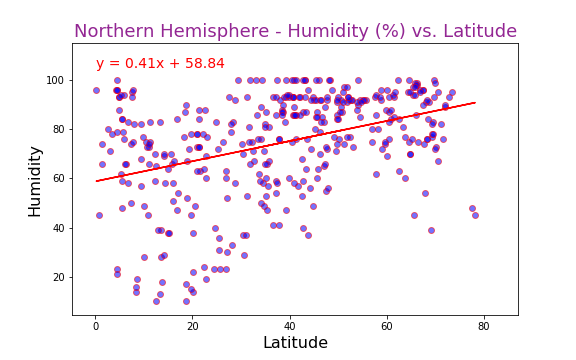 Northern Hemisphere - Humidity (%) vs. Latitude
y = 0.41x + 58.84
100
80
60
40
20
Humidity
0
20
40
60
80
Latitude